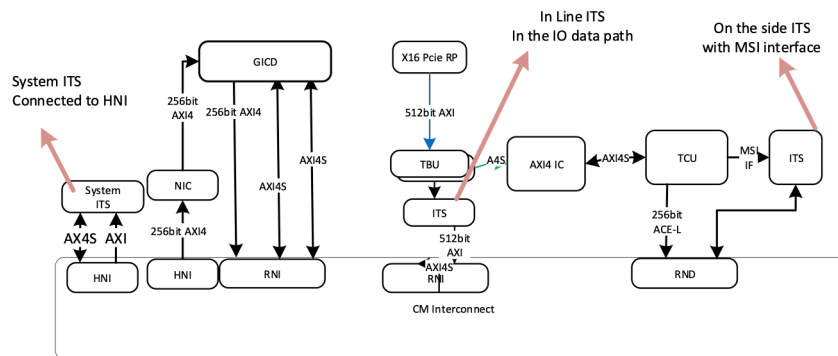 In Line ITS
In the IO data path
On the side ITS
with MSI interface
System ITS
Connected to HNI
GICD
X16 Pcie RP
256bit
AXI4
256bit AXI4
AXI4S
AXI4S
512bit AXI
TBU
A4S
AXI4 IC
AXI4S
TCU
MSI
IF
ITS
System
ITS
NIC
ITS
AX4S
AXI
256bit AXI4
512bit
AXI
256bit
ACE-L
HNI
HNI
RNI
AXI4S
RNI
RND
CM Interconnect